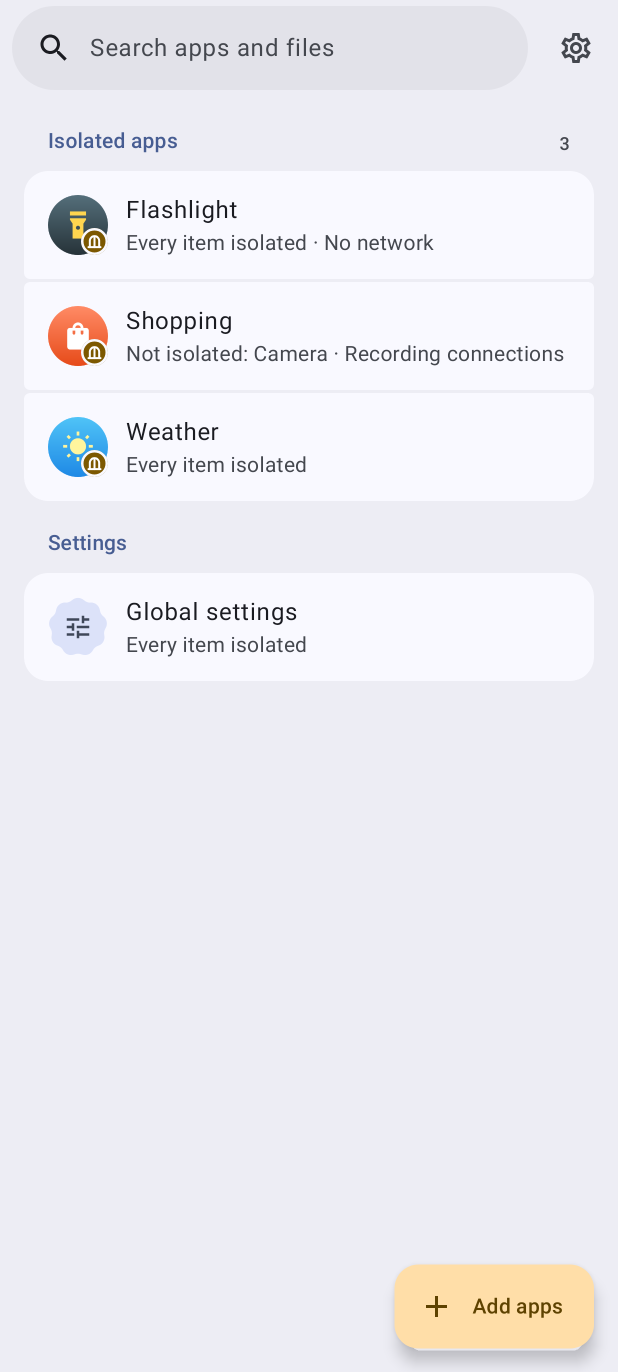 Search apps and files
Isolated apps
3
Flashlight
Every item isolated · No network
Shopping
Not isolated: Camera · Recording connections
Weather
Every item isolated
Settings
Global settings
Every item isolated
Add apps